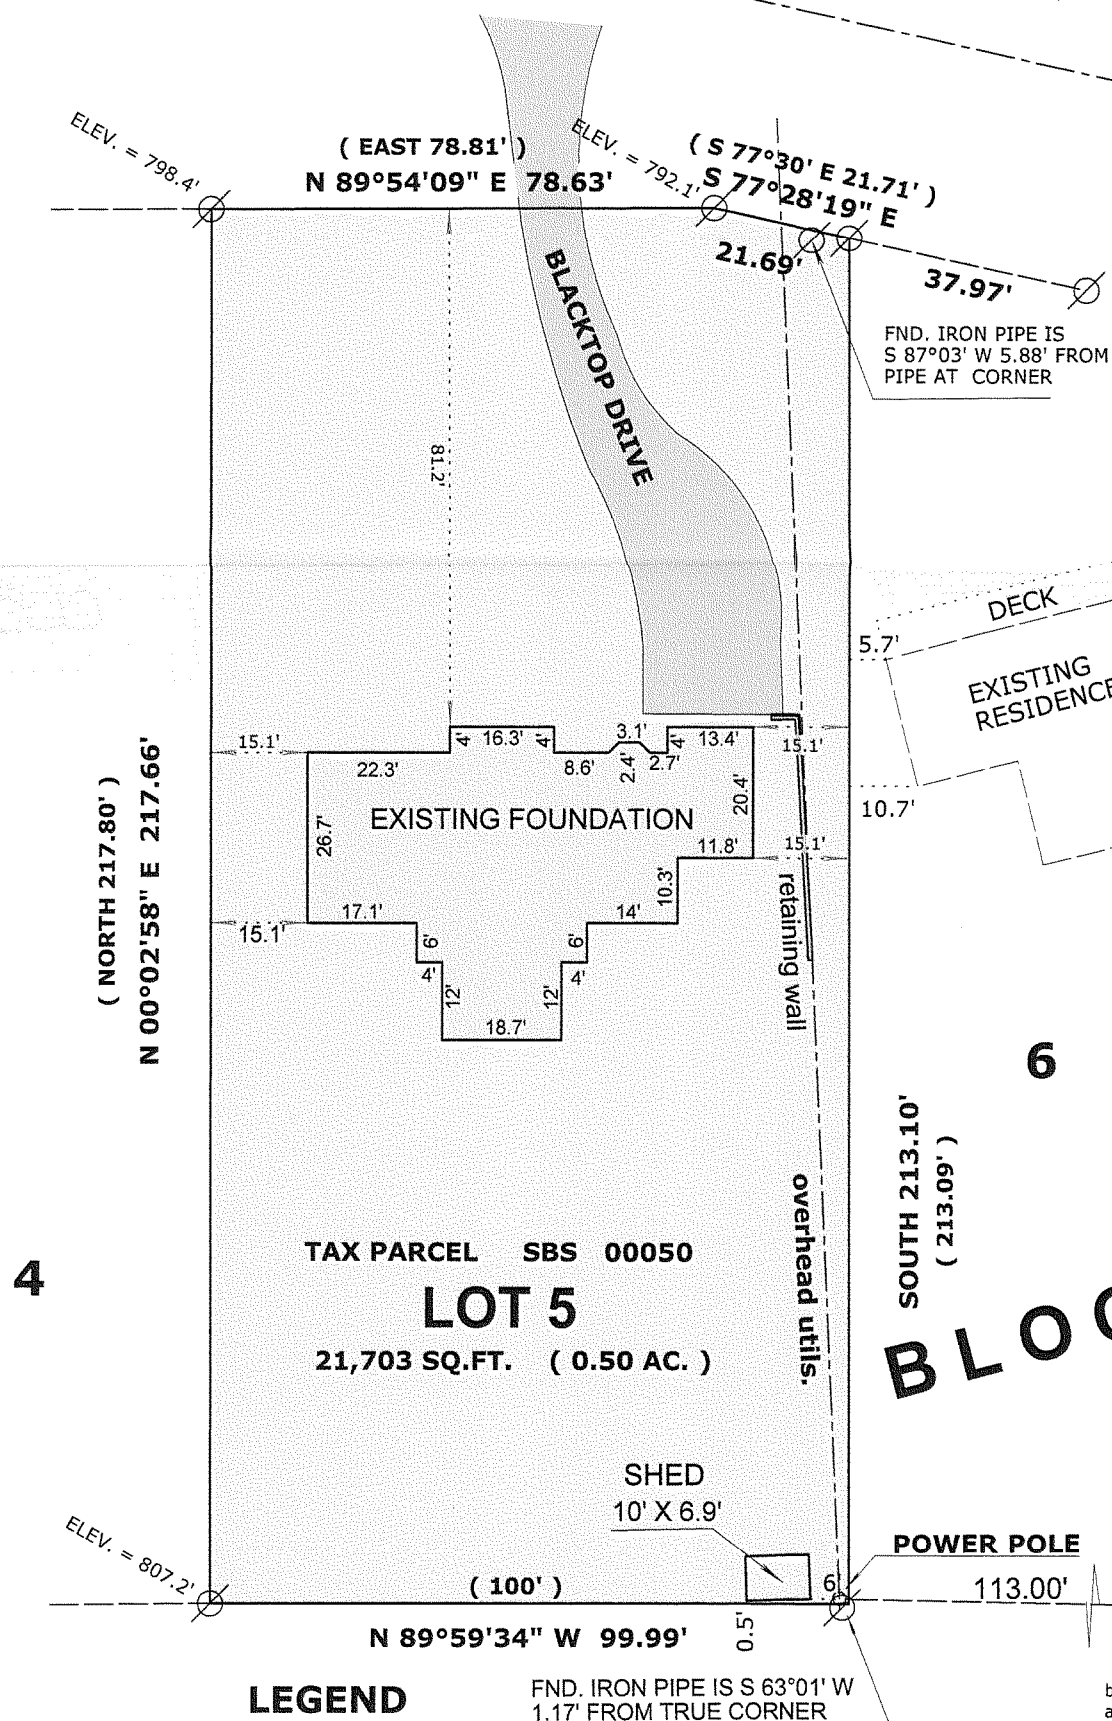 ELEV. = 798.4'
( EAST 78.81' )
N 89°54'09" E 78.63'
ELEV. = 792.1'
( S 77°30' E 21.71' )
S 77°28'19" E
21.69'
37.97'
FND. IRON PIPE IS
S 87°03' W 5.88' FROM
PIPE AT CORNER
BLACKTOP DRIVE
81.2'
DECK
5.7'
EXISTING
RESIDENCE
10.7'
15.1'
22.3'
4'
16.3'
4'
8.6'
3.1'
2.4'
2.7'
4'
13.4'
15.1'
20.4'
EXISTING FOUNDATION
26.7'
11.8'
15.1'
10.3'
17.1'
14'
15.1'
6'
6'
4'
4'
12'
12'
18.7'
retaining wall
( NORTH 217.80' )
N 00°02'58" E 217.66'
6
SOUTH 213.10'
( 213.09' )
overhead utils.
4
TAX PARCEL SBS 00050
LOT 5
21,703 SQ.FT. ( 0.50 AC. )
BLO
SHED
10' X 6.9'
ELEV. = 807.2'
POWER POLE
.6'
113.00'
( 100' )
0.5'
N 89°59'34" W 99.99'
LEGEND
FND. IRON PIPE IS S 63°01' W
1.17' FROM TRUE CORNER
b
a